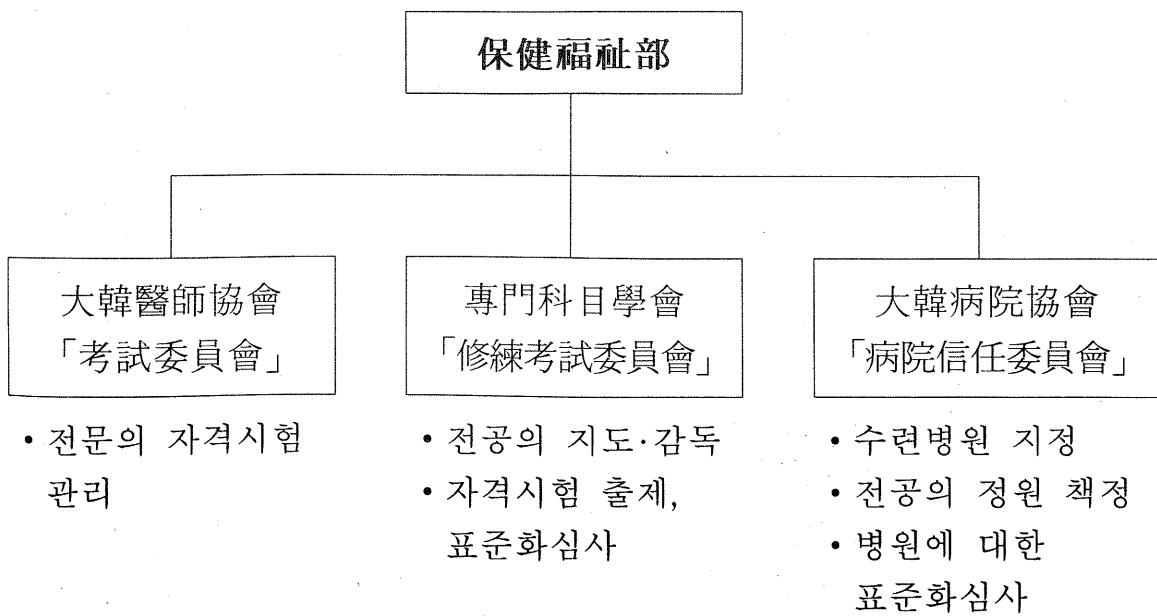 保健福祉部
大韓醫師協會
「考試委員會」
• 전문의 자격시험
관리
專門科目學會
「修練考試委員會」
• 전공의 지도·감독
• 자격시험 출제,
표준화심사
大韓病院協會
「病院信任委員會」
• 수련병원 지정
• 전공의 정원 책정
• 병원에 대한
표준화심사